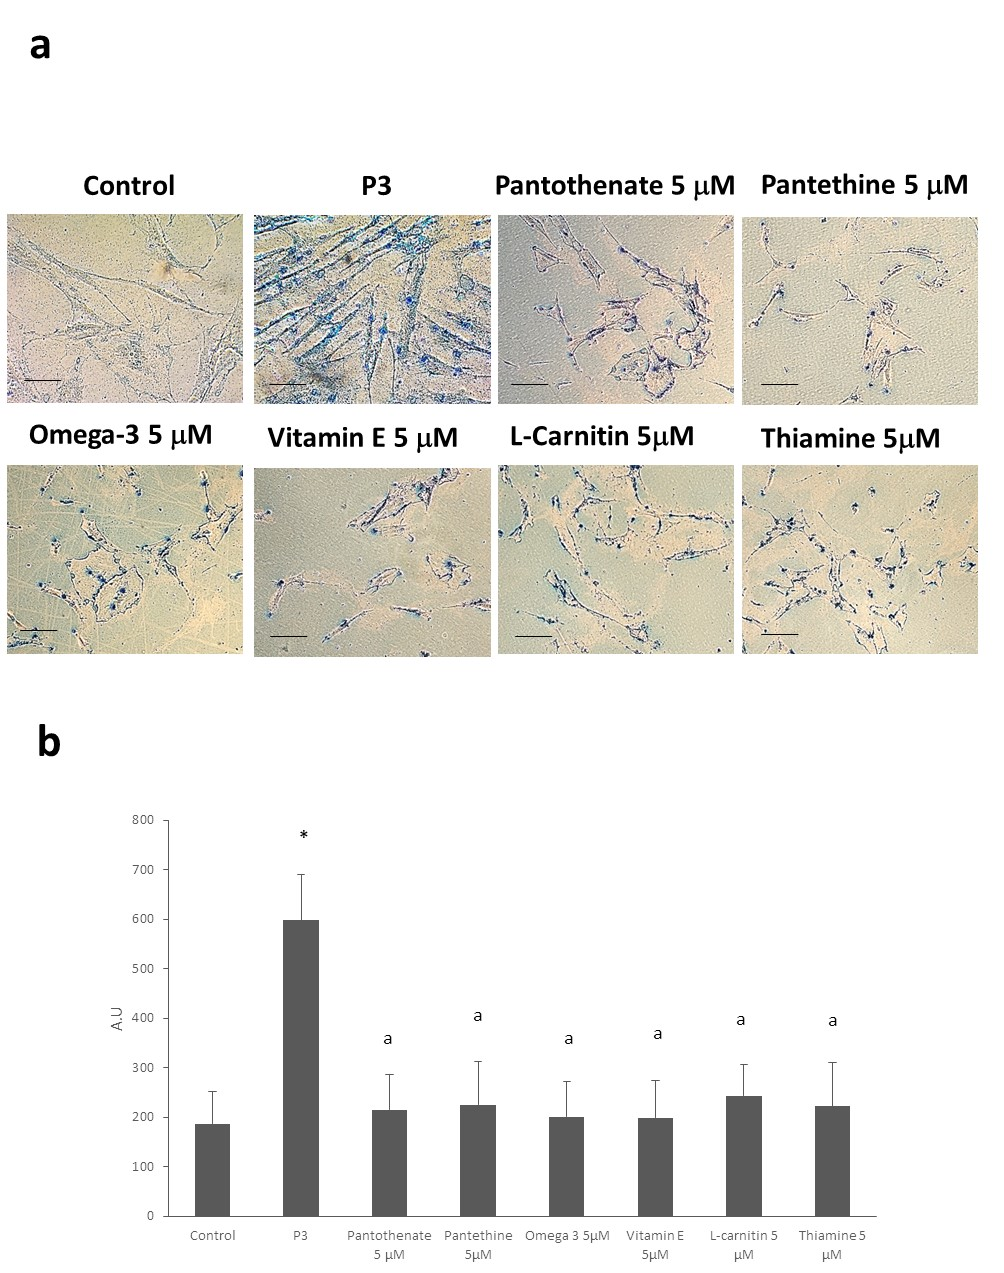 a
Control P3 Pantothenate 5 μM Pantethine 5 μM
Omega-3 5 μM Vitamin E 5 μM L-Carnitin 5μM Thiamine 5μM
b
800
700
600
500
400
300
200
100
0
A.U
*
a a a a a a
Control P3 Pantothenate 5 μM Pantethine 5μM Omega 3 5μM Vitamin E 5μM L-carnitin 5 μM Thiamine 5 μM